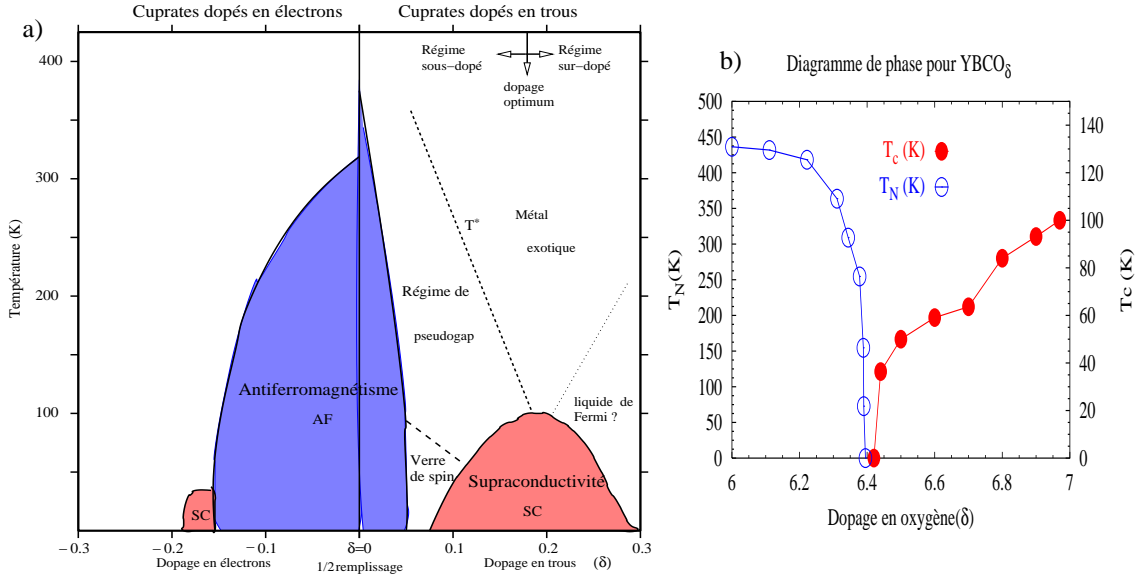 Cuprates dopés en électrons
Cuprates dopés en trous
a)
400
300
200
100
Température (K)
Régime
sous-dopé
Régime
sur-dopé
dopage
optimum
T*
Métal
exotique
Régime de
pseudogap
Antiferromagnétisme
AF
liquide de
Fermi ?
Verre
de spin
Supraconductivité
SC
SC
-0.3
-0.1
δ=0
0.1
0.2
0.3
Dopage en électrons
1/2 remplissage
Dopage en trous (δ)
b)
Diagramme de phase pour YBCOδ
500
450
400
350
300
250
200
150
100
50
0
T_N(K)
Tc (K)
T_N (K)
140
120
100
80
60
40
20
0
Tc (K)
6
6.2
6.4
6.6
6.8
7
Dopage en oxygène(δ)